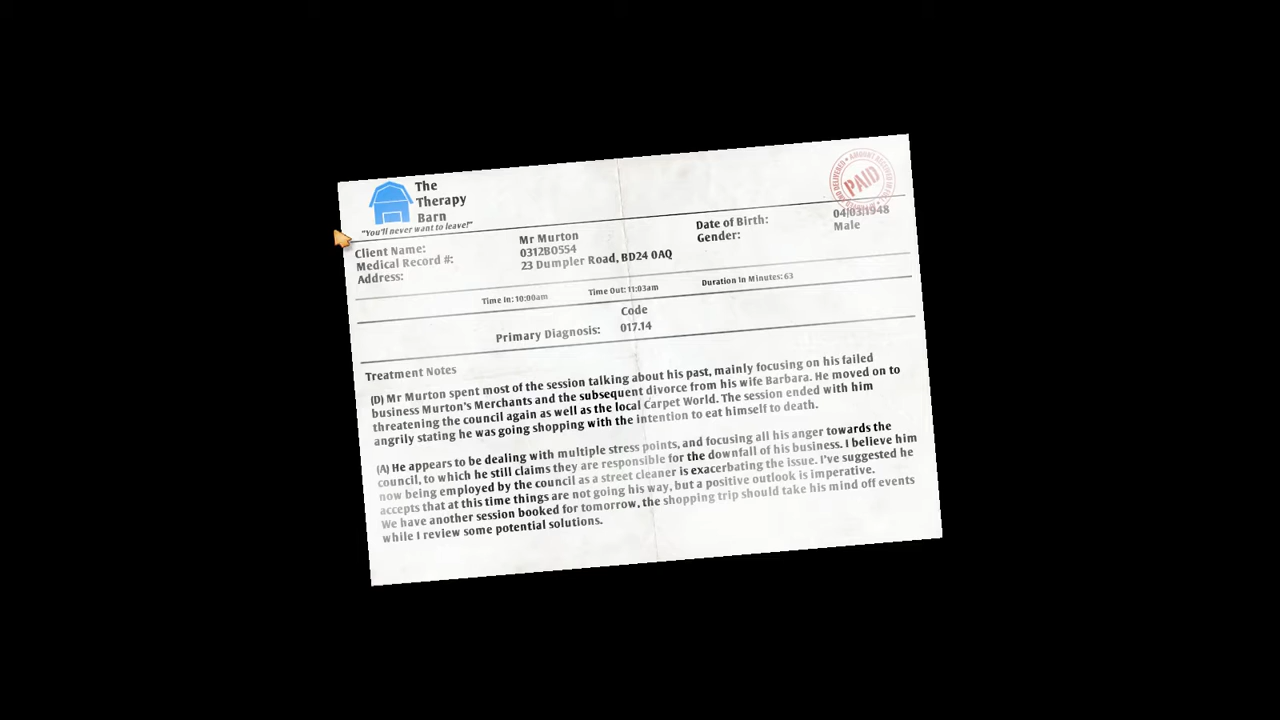 The
Therapy
Barn
"You'll never want to leave!"
PAID
Client Name: Mr Murton
Medical Record #: 0312BO554
Address: 23 Dumpler Road, BD24 0AQ
Date of Birth: 04/03/1948
Gender: Male
Time In: 10:00am Time Out: 11:03am Duration In Minutes: 63
Code
Primary Diagnosis: 017.14
Treatment Notes
(D) Mr Murton spent most of the session talking about his past, mainly focusing on his failed
business Murton's Merchants and the subsequent divorce from his wife Barbara. He moved on to
threatening the council again as well as the local Carpet World. The session ended with him
angrily stating he was going shopping with the intention to eat himself to death.
(A) He appears to be dealing with multiple stress points, and focusing all his anger towards the
council, to which he still claims they are responsible for the downfall of his business. I believe him
now being employed by the council as a street cleaner is exacerbating the issue. I've suggested he
accepts that at this time things are not going his way, but a positive outlook is imperative.
We have another session booked for tomorrow, the shopping trip should take his mind off events
while I review some potential solutions.